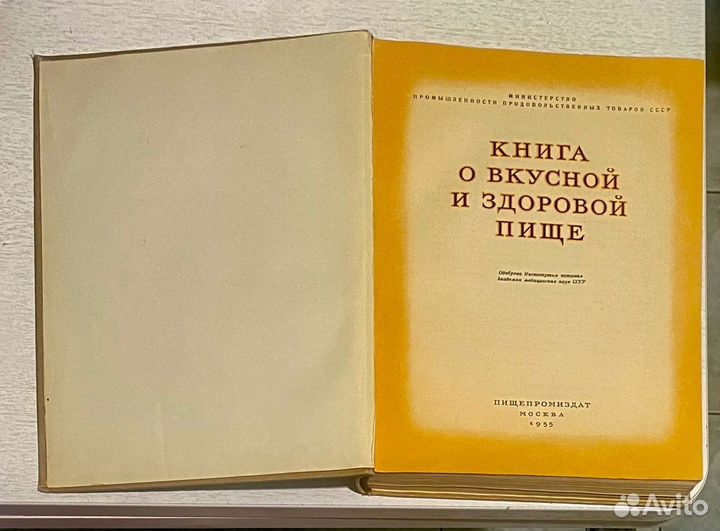 МИНИСТЕРСТВО
ПРОМЫШЛЕННОСТИ ПРОДОВОЛЬСТВЕННЫХ ТОВАРОВ СССР
КНИГА
О ВКУСНОЙ
И ЗДОРОВОЙ
ПИЩЕ
Одобрена Институтом питания
Академии медицинских наук СССР
ПИЩЕПРОМИЗДАТ
МОСКВА
1955
Avito